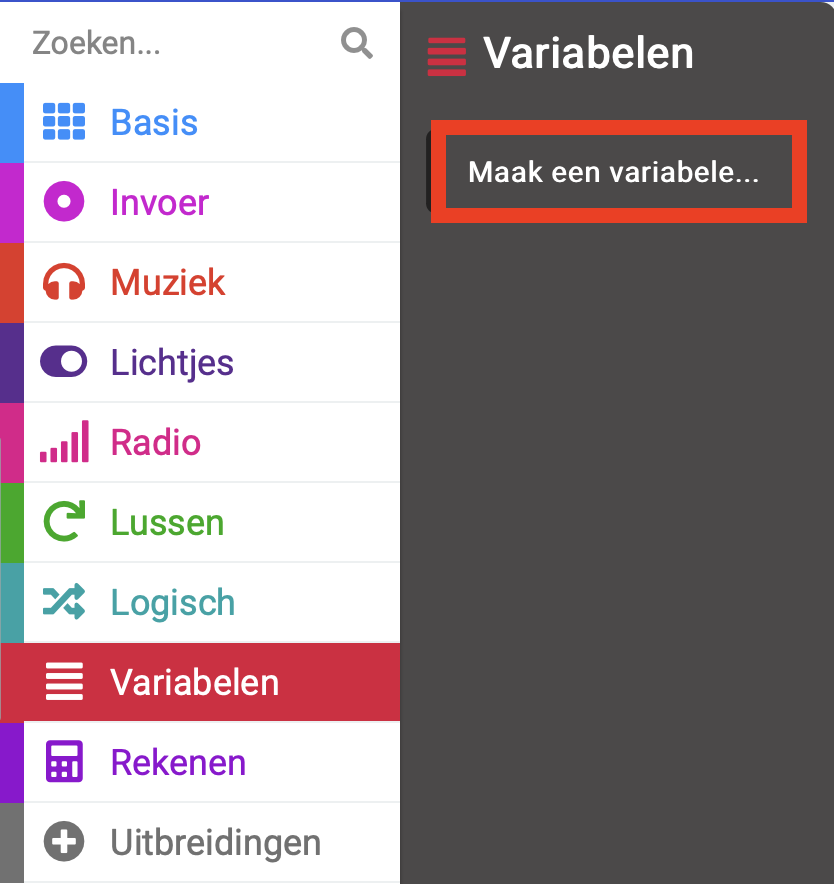 Zoeken...
Basis
Invoer
Muziek
Lichtjes
Radio
Lussen
Logisch
Variabelen
Rekenen
Uitbreidingen
Variabelen
Maak een variabele...